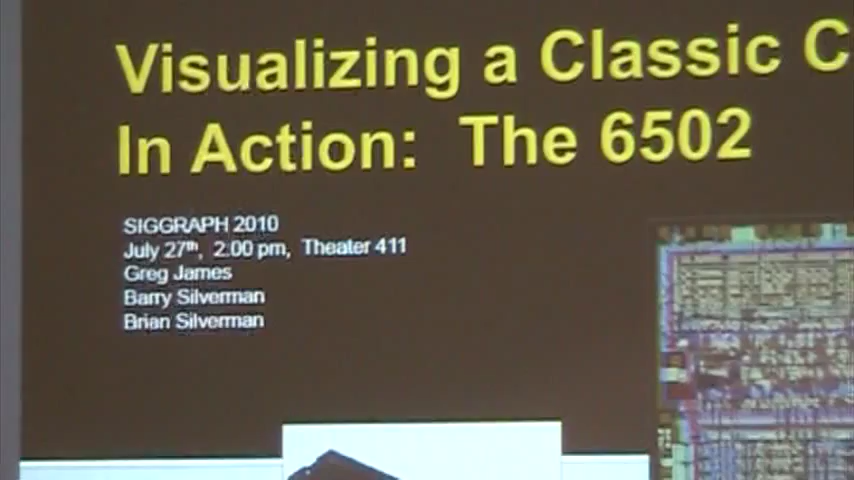 Visualizing a Classic C
In Action: The 6502
SIGGRAPH 2010
July 27th, 2:00 pm, Theater 411
Greg James
Barry Silverman
Brian Silverman